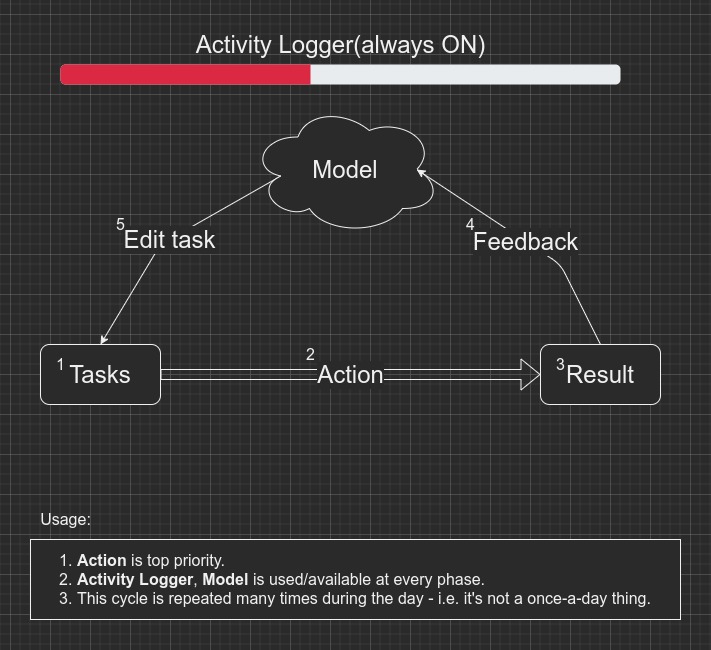 Activity Logger(always ON)
Model
5
Edit task
4
Feedback
1 Tasks
2
Action
3 Result
Usage:
1. Action is top priority.
2. Activity Logger, Model is used/available at every phase.
3. This cycle is repeated many times during the day - i.e. it's not a once-a-day thing.